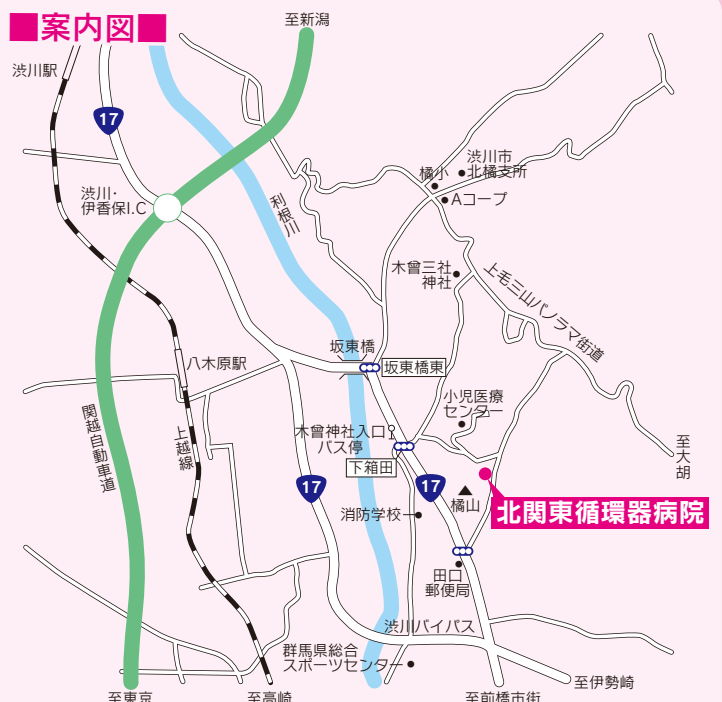 ■案内図■
至新潟
渋川駅
17
渋川・
伊香保I.C
利根川
橘小
渋川市
北橘支所
Aコープ
木曾三社
神社
上毛三山パノラマ街道
坂東橋
坂東橋東
八木原駅
関越自動車道
上越線
小児医療
センター
木曾神社入口
バス停
下箱田
至大胡
17
17
橘山
北関東循環器病院
消防学校
田口
郵便局
渋川バイパス
群馬県総合
スポーツセンター
至東京
至高崎
至前橋市街
至伊勢崎